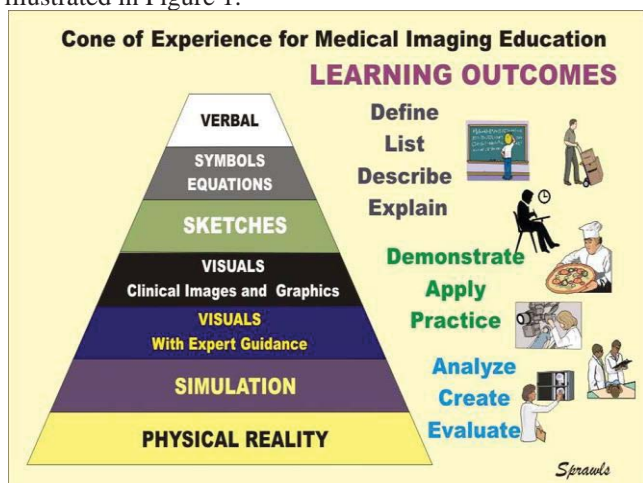 illustrated in Figure 1.
Cone of Experience for Medical Imaging Education
LEARNING OUTCOMES
VERBAL
SYMBOLS
EQUATIONS
SKETCHES
VISUALS
Clinical Images and Graphics
VISUALS
With Expert Guidance
SIMULATION
PHYSICAL REALITY
Define
List
Describe
Explain
Demonstrate
Apply
Practice
Analyze
Create
Evaluate
Sprawls